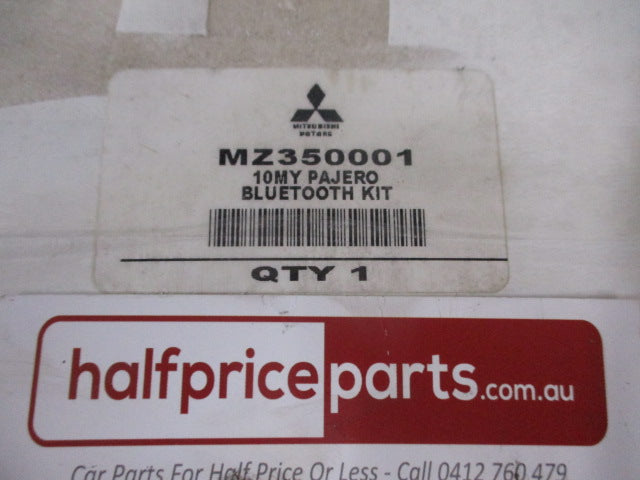 MITSUBISHI
MOTORS
MZ350001
10MY PAJERO
BLUETOOTH KIT
QTY 1
halfpriceparts.com.au
Car Parts For Half Price Or Less - Call 0412 760 479